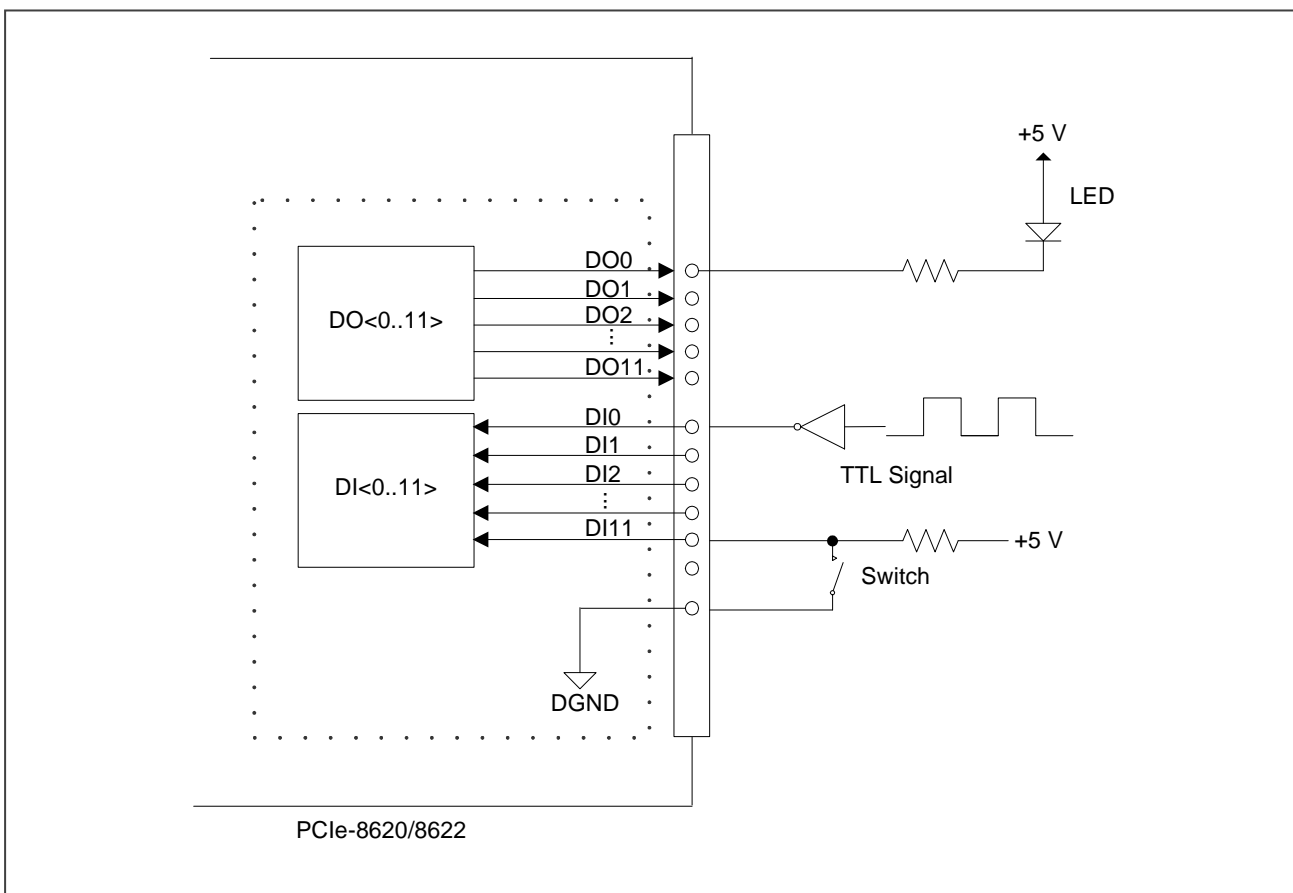 +5 V
LED
DO0
DO1
DO<0..11>
DO2
...
DO11
DI0
DI1
TTL Signal
DI<0..11>
DI2
...
DI11
+5 V
Switch
DGND
PCIe-8620/8622